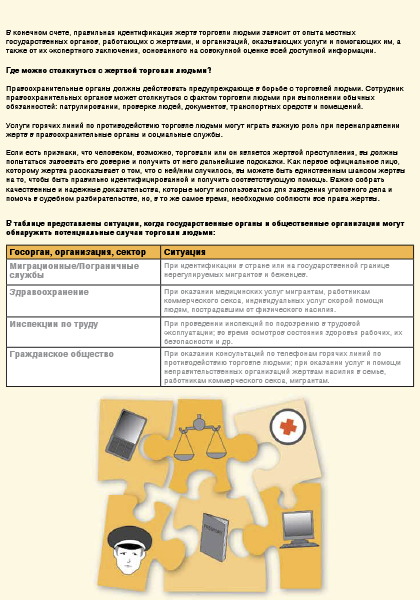 В конечном счете, правильная идентификация жертв торговли людьми зависит от опыта местных
государственных органов, работающих с жертвами, и организаций, оказывающих услуги и помогающих им, а
также от их экспертного заключения, основанного на совокупной оценке всей доступной информации.
Где можно столкнуться с жертвой торговли людьми?
Правоохранительные органы должны действовать предупреждающе в борьбе с торговлей людьми. Сотрудник
правоохранительных органов может столкнуться с фактом торговли людьми при выполнении обычных
обязанностей: патрулировании, проверке людей, документов, транспортных средств и помещений.
Услуги горячих линий по противодействию торговле людьми могут играть важную роль при перенаправлении
жертв в правоохранительные органы и социальные службы.
Если есть признаки, что человеком, возможно, торговали или он является жертвой преступления, вы должны
попытаться завоевать его доверие и получить от него дальнейшие подсказки. Как первое официальное лицо,
которому жертва рассказывает о том, что с ней/ним случилось, вы можете быть единственным шансом жертвы
на то, чтобы быть правильно идентифицированной и получить соответствующую помощь. Важно собрать
качественные и надежные доказательства, которые могут использоваться для заведения уголовного дела и
помочь в судебном разбирательстве, но, в то же самое время, необходимо соблюсти все права жертвы.
В таблице представлены ситуации, когда государственные органы и общественные организации могут
обнаружить потенциальные случаи торговли людьми:
Госорган, организация, сектор Ситуация
Миграционные/Пограничные службы
При идентификации в стране или на государственной границе
нерегулируемых мигрантов и беженцев.
Здравоохранение
При оказании медицинских услуг мигрантам, работникам
коммерческого секса, индивидуальных услуг скорой помощи
людям, пострадавшим от физического насилия.
Инспекции по труду
При проведении инспекций по подозрению в трудовой
эксплуатации; во время осмотров состояния здоровья рабочих, их
безопасности и др.
Гражданское общество
При оказании консультаций по телефонам горячих линий по
противодействию торговле людьми; при оказании услуг и помощи
неправительственных организаций жертвам насилия в семье,
работникам коммерческого секса, мигрантам.
PASSPORT